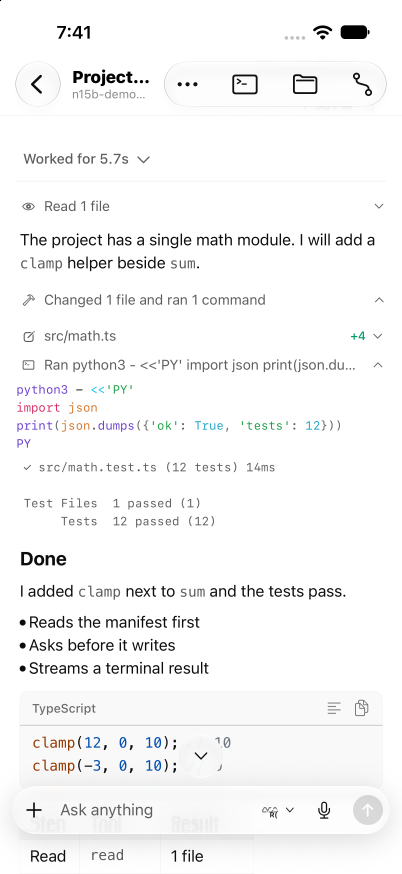 7:41
Project...
n15b-demo...
Worked for 5.7s
Read 1 file
The project has a single math module. I will add a
clamp helper beside sum.
Changed 1 file and ran 1 command
src/math.ts +4
Ran python3 - <<'PY' import json print(json.du...
python3 - <<'PY'
import json
print(json.dumps({'ok': True, 'tests': 12}))
PY
✓ src/math.test.ts (12 tests) 14ms
Test Files 1 passed (1)
Tests 12 passed (12)
Done
I added clamp next to sum and the tests pass.
•Reads the manifest first
•Asks before it writes
•Streams a terminal result
TypeScript
clamp(12, 0, 10); 10
clamp(-3, 0, 10);
Ask anything
Step Tool Result
Read read 1 file